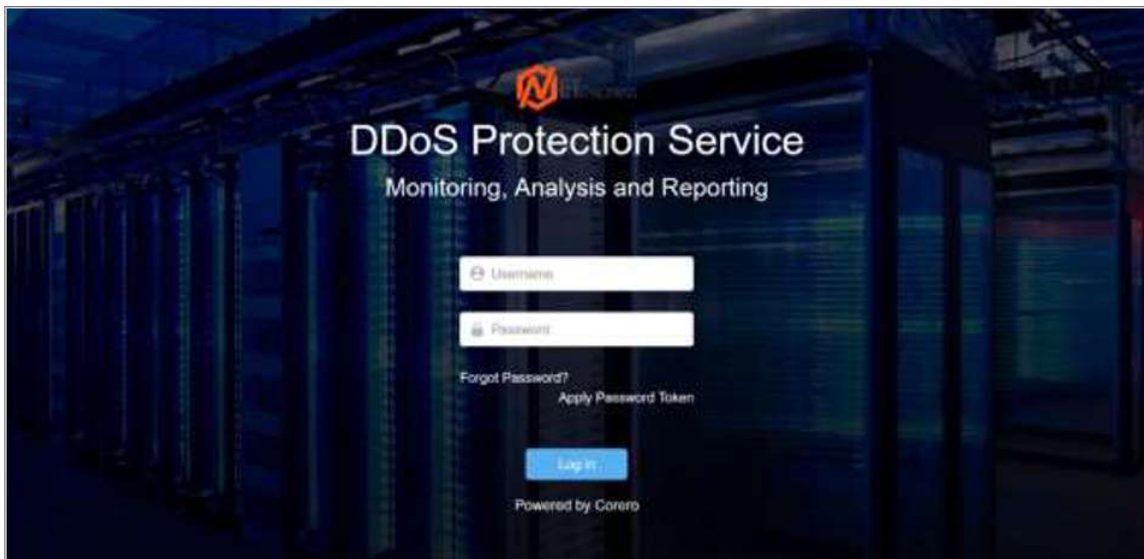 DDoS Protection Service
Monitoring, Analysis and Reporting
Username
Password
Forgot Password?
Apply Password Token
Log in
Powered by Corero